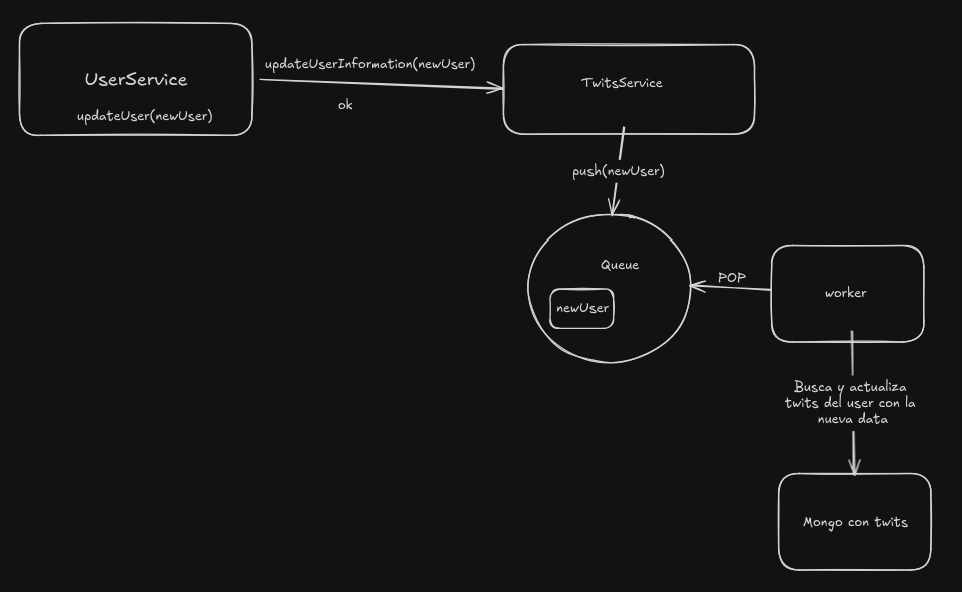 UserService
updateUser(newUser)
updateUserInformation(newUser)
ok
TwitsService
push(newUser)
Queue
newUser
POP
worker
Busca y actualiza
twits del user con la
nueva data
Mongo con twits